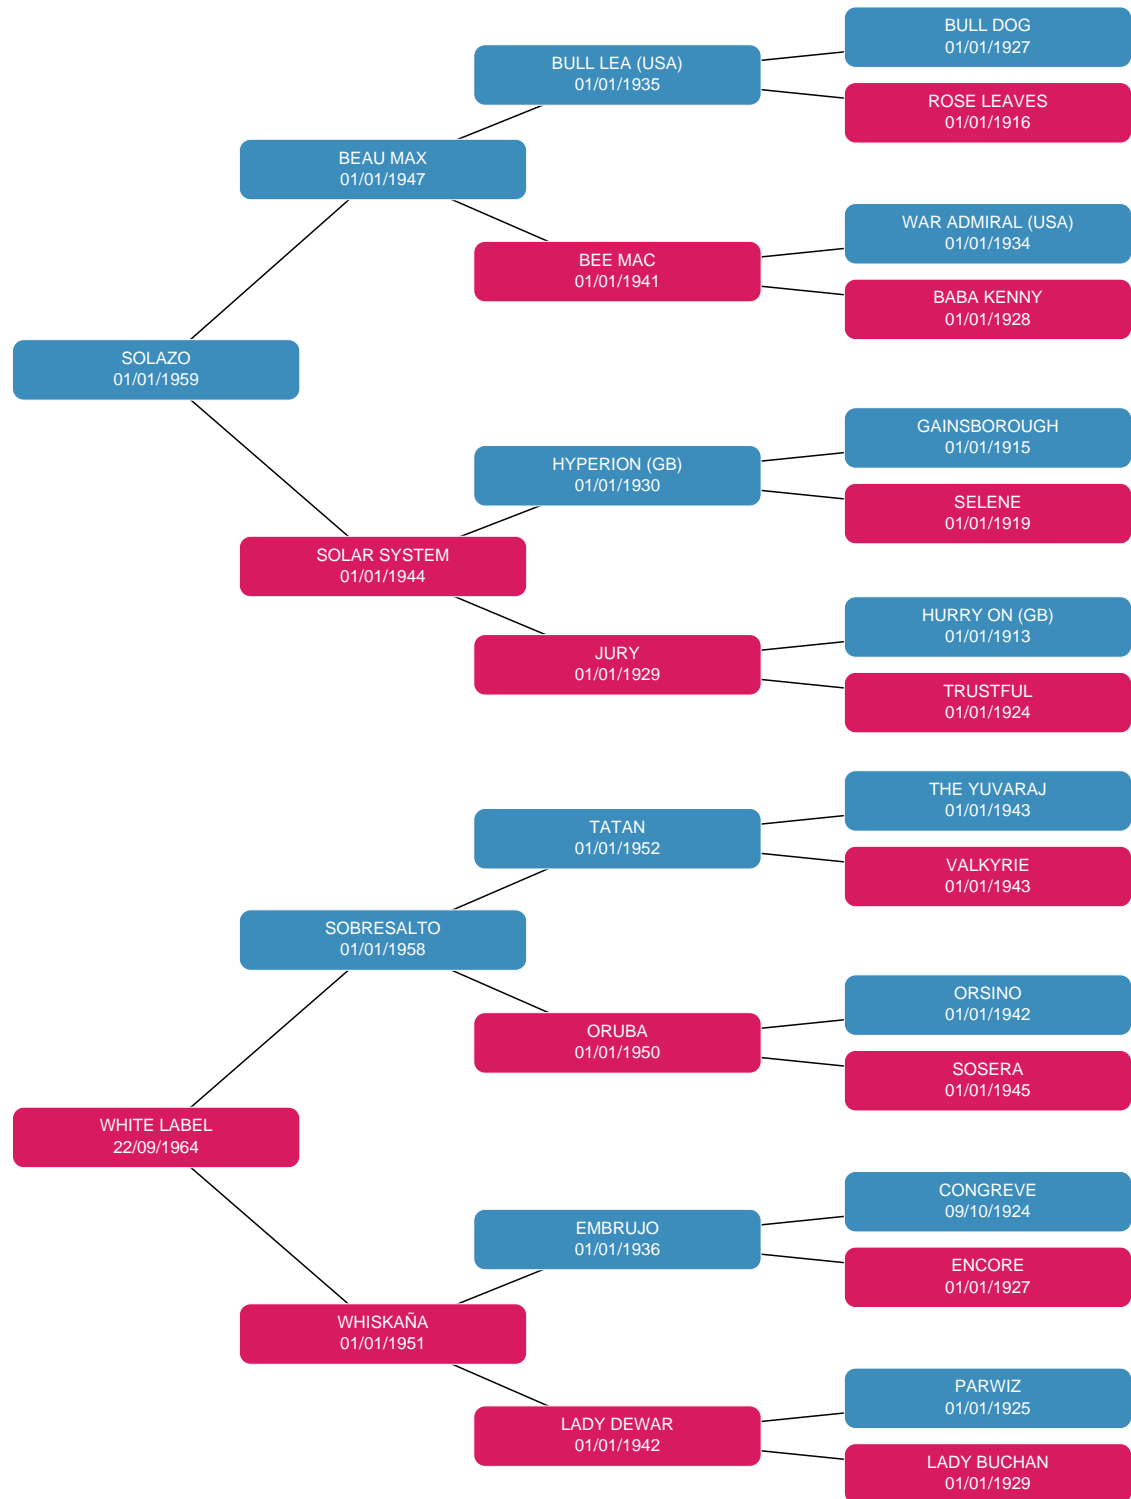 BULL DOG
01/01/1927
BULL LEA (USA)
01/01/1935
ROSE LEAVES
01/01/1916
BEAU MAX
01/01/1947
WAR ADMIRAL (USA)
01/01/1934
BEE MAC
01/01/1941
BABA KENNY
01/01/1928
SOLAZO
01/01/1959
GAINSBOROUGH
01/01/1915
HYPERION (GB)
01/01/1930
SELENE
01/01/1919
SOLAR SYSTEM
01/01/1944
HURRY ON (GB)
01/01/1913
JURY
01/01/1929
TRUSTFUL
01/01/1924
THE YUVARAJ
01/01/1943
TATAN
01/01/1952
VALKYRIE
01/01/1943
SOBRESALTO
01/01/1958
ORSINO
01/01/1942
ORUBA
01/01/1950
SOSERA
01/01/1945
WHITE LABEL
22/09/1964
CONGREVE
09/10/1924
EMBRUJO
01/01/1936
ENCORE
01/01/1927
WHISKAÑA
01/01/1951
PARWIZ
01/01/1925
LADY DEWAR
01/01/1942
LADY BUCHAN
01/01/1929